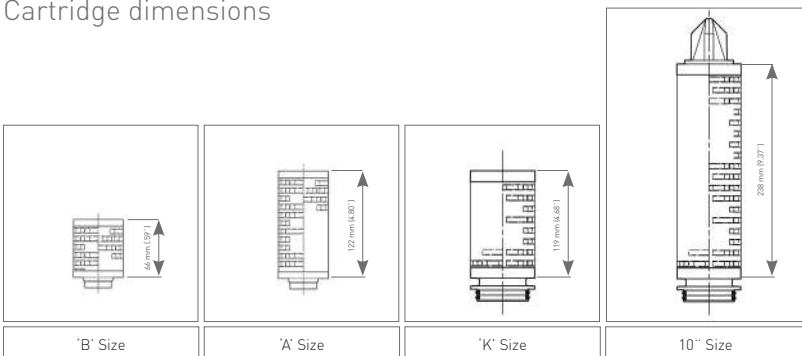 Cartridge dimensions
66 mm (.59")
122 mm (4.80")
119 mm (4.68")
238 mm (9.37")
'B' Size
'A' Size
'K' Size
10" Size